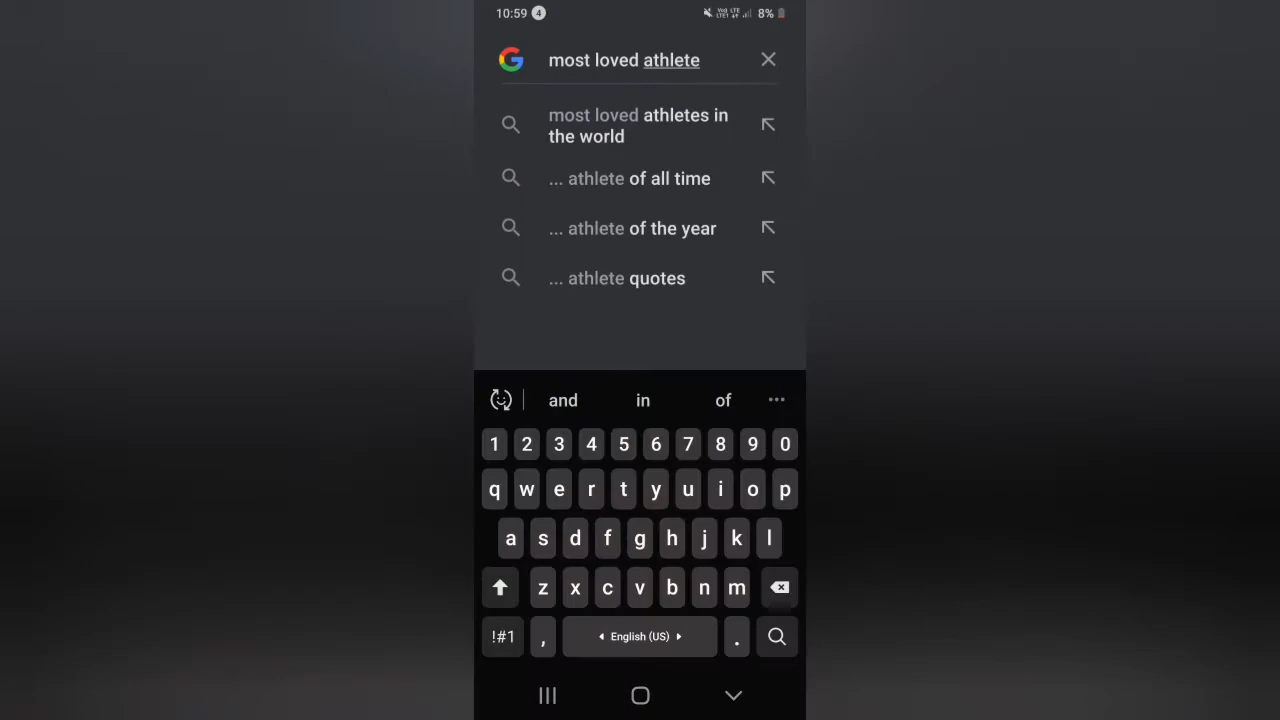 10:59 4 8%
most loved athlete
most loved athletes in
the world
... athlete of all time
... athlete of the year
... athlete quotes
and in of
1 2 3 4 5 6 7 8 9 0
q w e r t y u i o p
a s d f g h j k l
z x c v b n m
!#1 , English (US) .